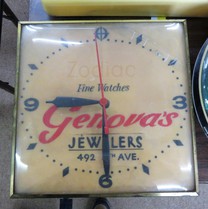 Zodiac
Fine Watches
9
3
Genova's
JEWELERS
492 AVE.
6